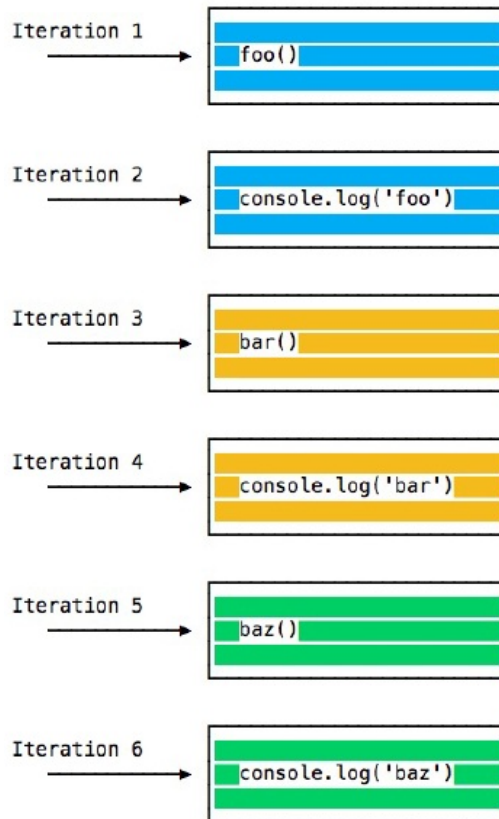 Iteration 1
foo()
Iteration 2
console.log('foo')
Iteration 3
bar()
Iteration 4
console.log('bar')
Iteration 5
baz()
Iteration 6
console.log('baz')